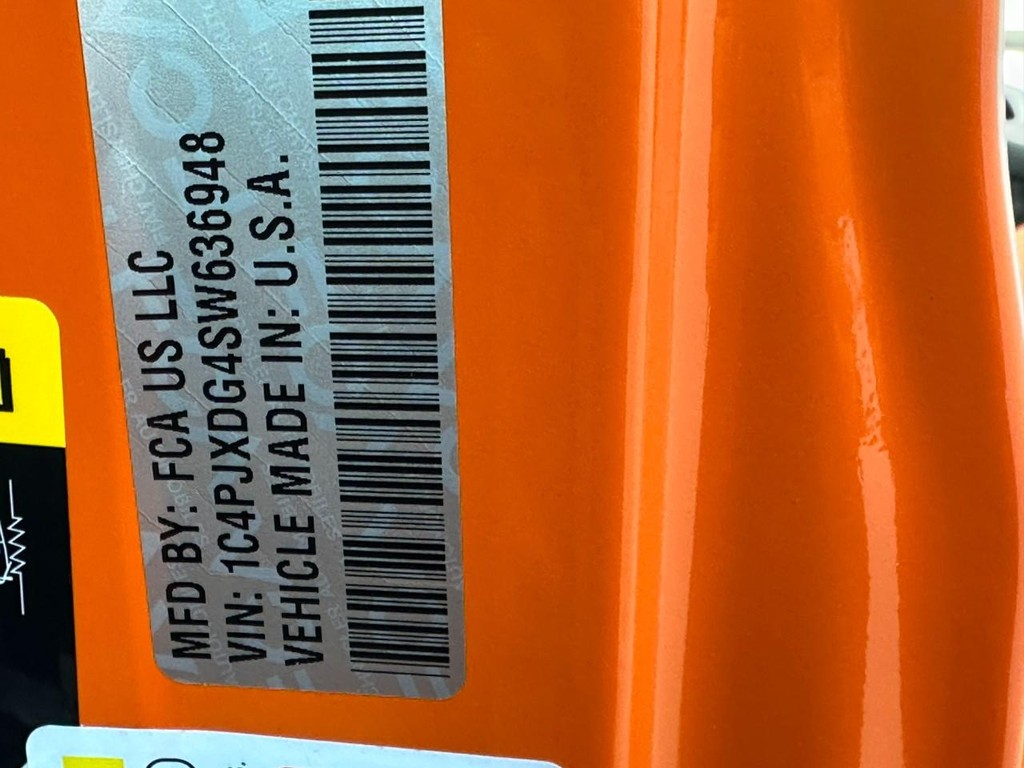 MFD BY: FCA US LLC
VIN: 1C4PJXDG4SW636948
VEHICLE MADE IN: U.S.A.